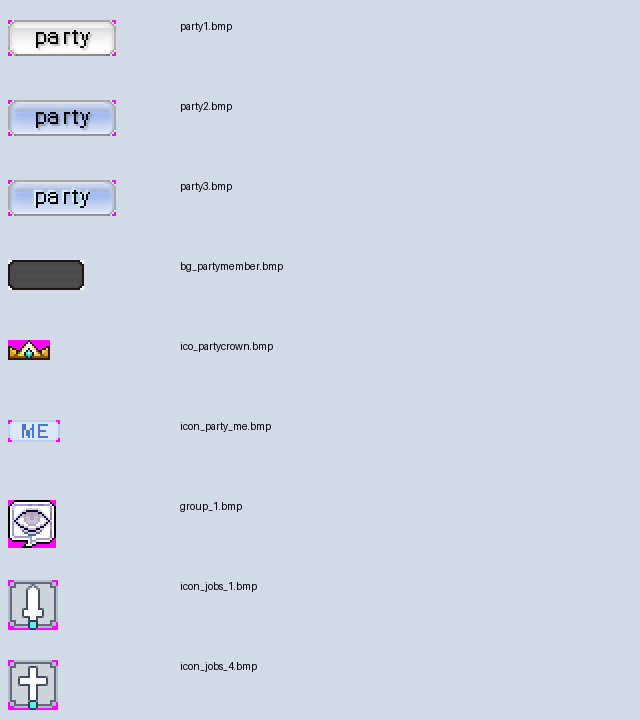 party party1.bmp
party party2.bmp
party party3.bmp
bg_partymember.bmp
ico_partycrown.bmp
ME icon_party_me.bmp
group_1.bmp
icon_jobs_1.bmp
icon_jobs_4.bmp